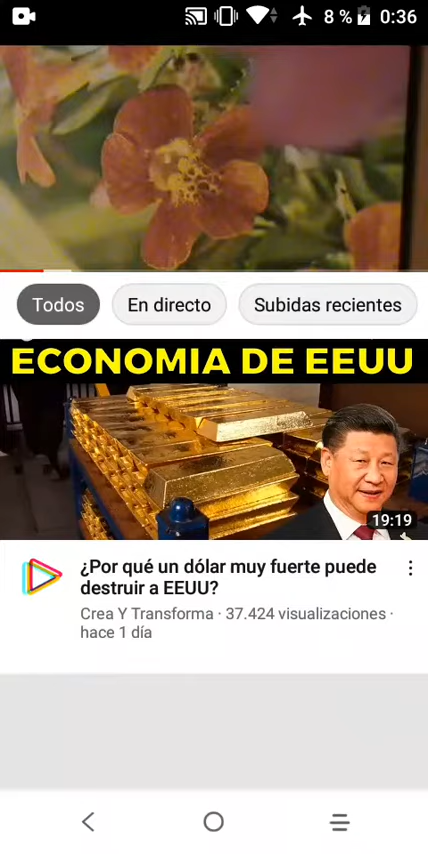 8 % 0:36
Todos
En directo
Subidas recientes
ECONOMIA DE EEUU
19:19
¿Por qué un dólar muy fuerte puede
destruir a EEUU?
Crea Y Transforma · 37.424 visualizaciones ·
hace 1 día